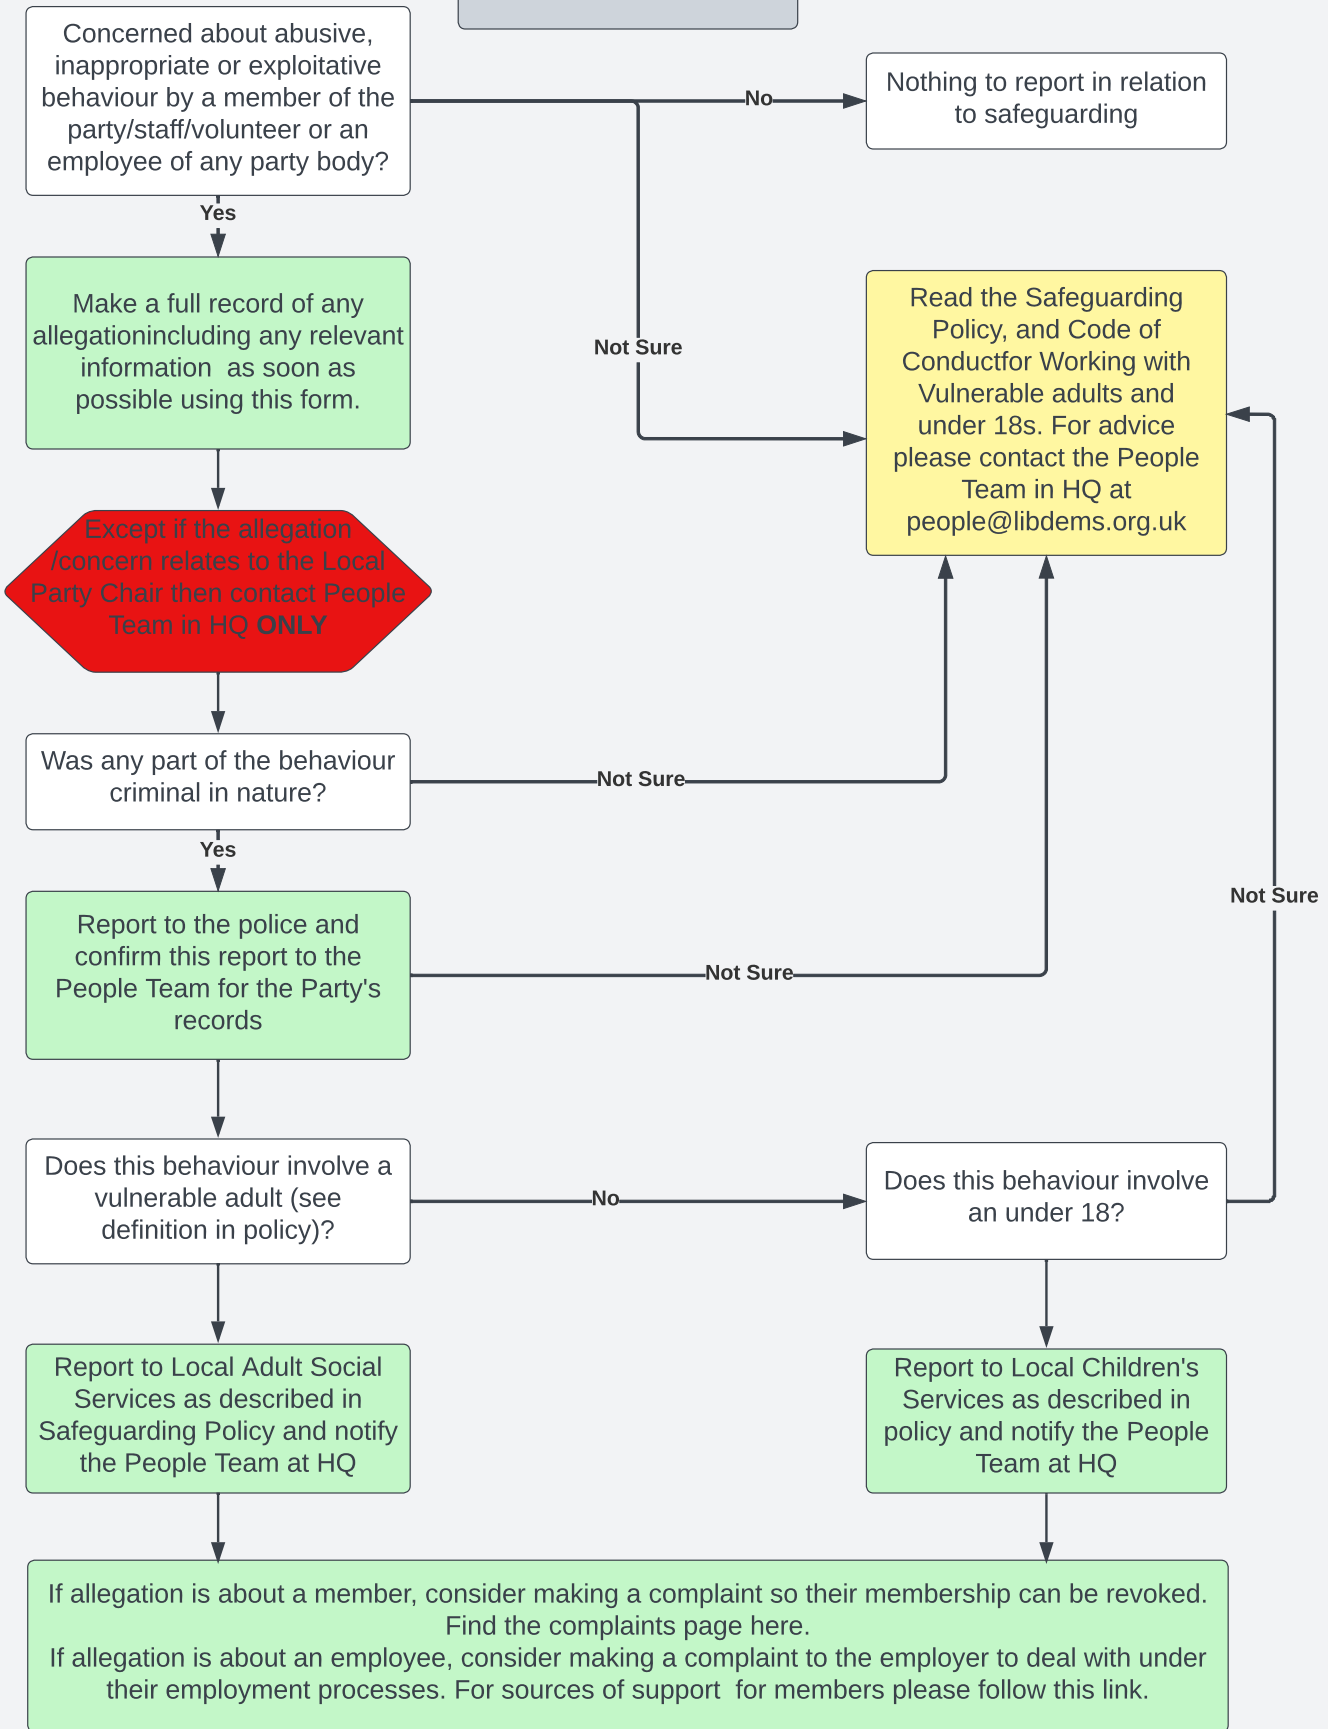 Concerned about abusive,
inappropriate or exploitative
behaviour by a member of the
party/staff/volunteer or an
employee of any party body?
No
Nothing to report in relation
to safeguarding
Yes
Make a full record of any
allegationincluding any relevant
information  as soon as
possible using this form.
Not Sure
Read the Safeguarding
Policy, and Code of
Conductfor Working with
Vulnerable adults and
under 18s. For advice
please contact the People
Team in HQ at
people@libdems.org.uk
Except if the allegation
/concern relates to the Local
Party Chair then contact People
Team in HQ ONLY
Was any part of the behaviour
criminal in nature?
Not Sure
Yes
Report to the police and
confirm this report to the
People Team for the Party's
records
Not Sure
Not Sure
Does this behaviour involve a
vulnerable adult (see
definition in policy)?
No
Does this behaviour involve
an under 18?
Report to Local Adult Social
Services as described in
Safeguarding Policy and notify
the People Team at HQ
Report to Local Children's
Services as described in
policy and notify the People
Team at HQ
If allegation is about a member, consider making a complaint so their membership can be revoked.
Find the complaints page here.
If allegation is about an employee, consider making a complaint to the employer to deal with under
their employment processes. For sources of support  for members please follow this link.